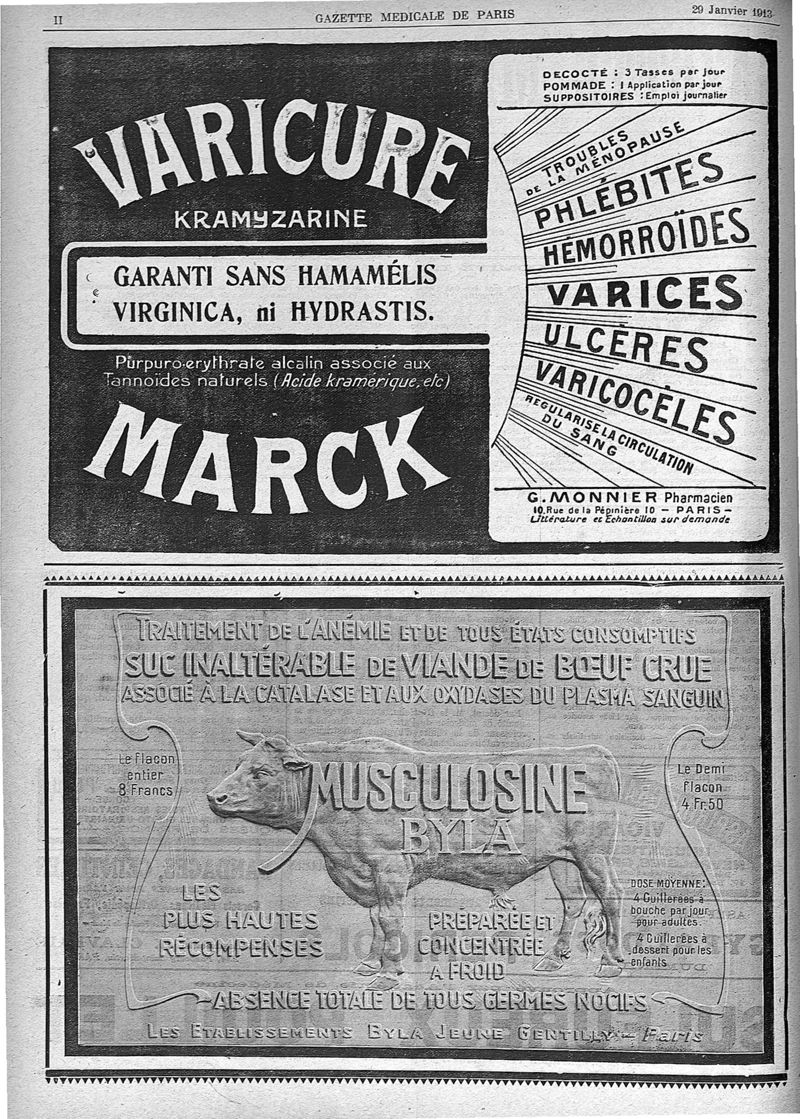 II
GAZETTE MEDICALE DE PARIS
29 Janvier 1913
VARICURE
KRAMYZARINE
GARANTI SANS HAMAMÉLIS
VIRGINICA, ni HYDRASTIS.
Purpuro-erythrate alcalin associé aux
Tannoïdes naturels (Acide kramérique, etc)
MARCK
DECOCTÉ : 3 Tasses par Jour
POMMADE : 1 Application par jour
SUPPOSITOIRES : Emploi journalier
TROUBLES
DE LA MÉNOPAUSE
PHLÉBITES
HÉMORROÏDES
VARICES
ULCÈRES
VARICOCÈLES
RÉGULARISE LA CIRCULATION
DU SANG
G. MONNIER Pharmacien
10, Rue de la Pépinière 10 — PARIS —
Littérature et Echantillon sur demande
TRAITEMENT DE L'ANÉMIE ET DE TOUS ÉTATS CONSOMPTIFS
SUC INALTÉRABLE DE VIANDE DE BŒUF CRUE
ASSOCIÉ À LA CATALASE ET AUX OXYDASES DU PLASMA SANGUIN
Le Flacon
entier
8 Francs
Le Demi
Flacon
4 Fr. 50
MUSCULOSINE
BYLA
LES
PLUS HAUTES
RÉCOMPENSES
PRÉPARÉE ET
CONCENTRÉE
A FROID
DOSE MOYENNE:
4 Cuillerées à
bouche par jour
pour adultes.
4 Cuillerées à
dessert pour les
enfants
ABSENCE TOTALE DE TOUS GERMES NOCIFS
LES ETABLISSEMENTS BYLA JEUNE GENTILLY — Paris